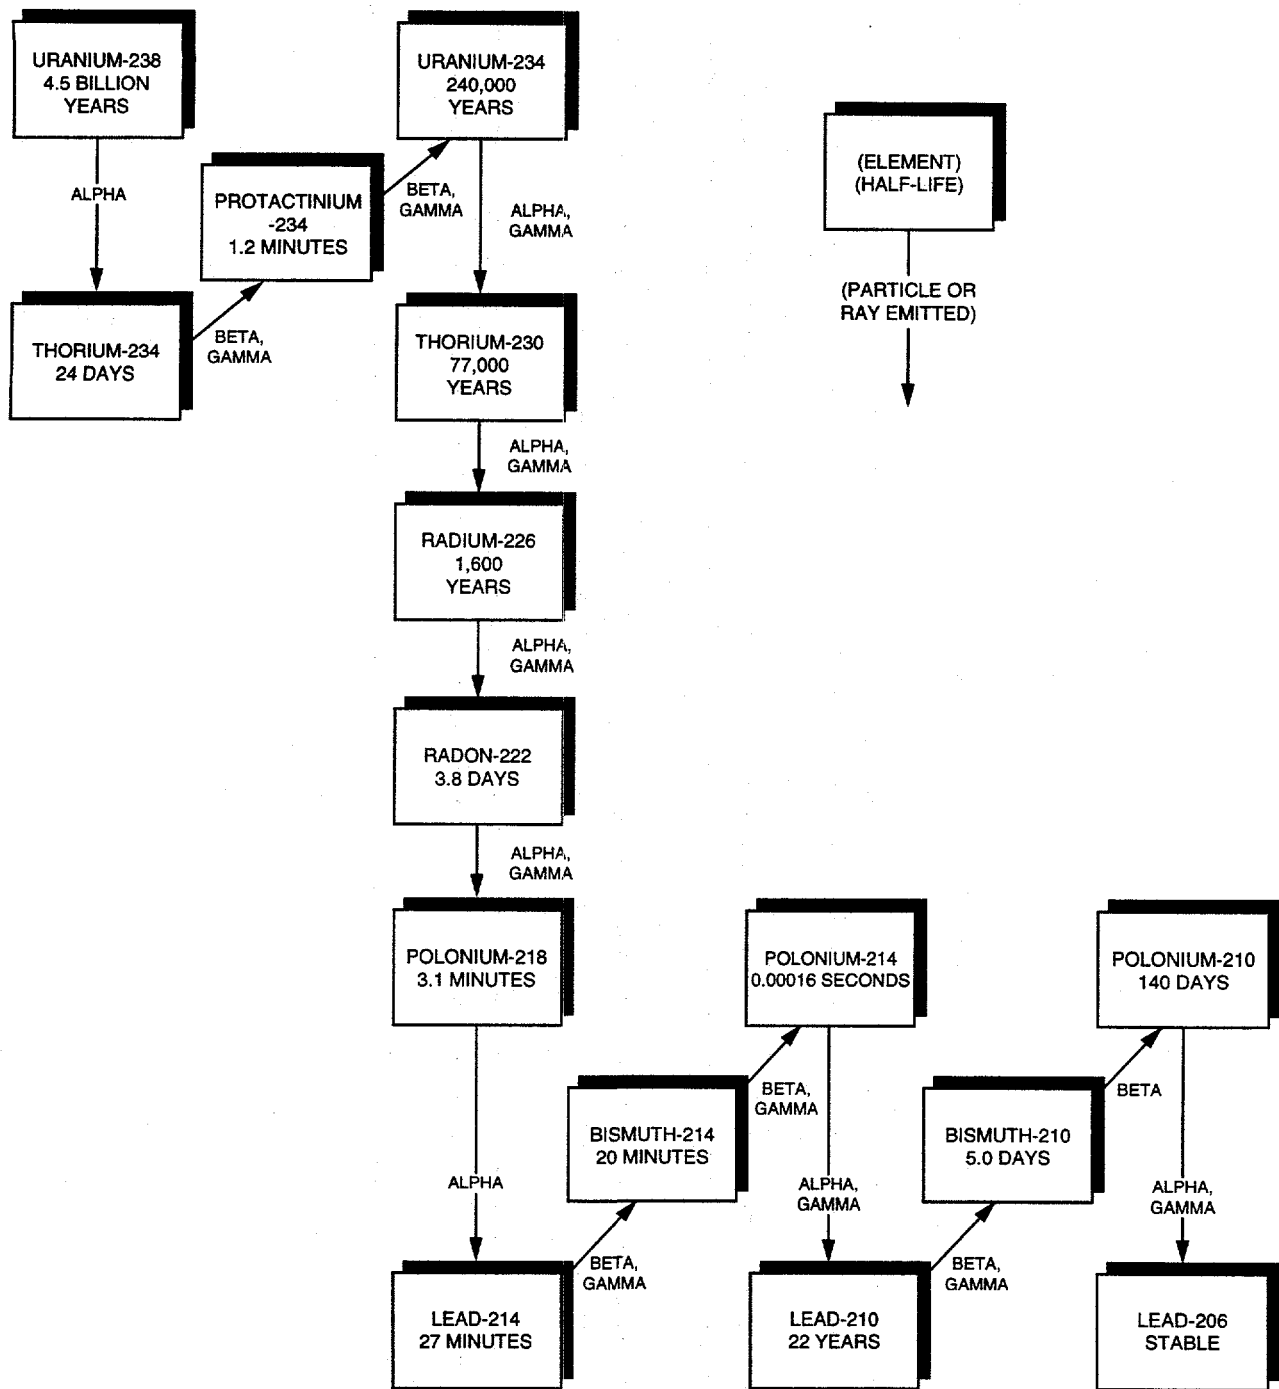 URANIUM-238
4.5 BILLION
YEARS
ALPHA
THORIUM-234
24 DAYS
BETA,
GAMMA
PROTACTINIUM
-234
1.2 MINUTES
BETA,
GAMMA
URANIUM-234
240,000
YEARS
ALPHA,
GAMMA
THORIUM-230
77,000
YEARS
ALPHA,
GAMMA
RADIUM-226
1,600
YEARS
ALPHA,
GAMMA
RADON-222
3.8 DAYS
ALPHA,
GAMMA
POLONIUM-218
3.1 MINUTES
ALPHA
LEAD-214
27 MINUTES
BETA,
GAMMA
BISMUTH-214
20 MINUTES
BETA,
GAMMA
POLONIUM-214
0.00016 SECONDS
ALPHA,
GAMMA
LEAD-210
22 YEARS
BETA,
GAMMA
BISMUTH-210
5.0 DAYS
BETA
POLONIUM-210
140 DAYS
ALPHA,
GAMMA
LEAD-206
STABLE
(ELEMENT)
(HALF-LIFE)
(PARTICLE OR
RAY EMITTED)